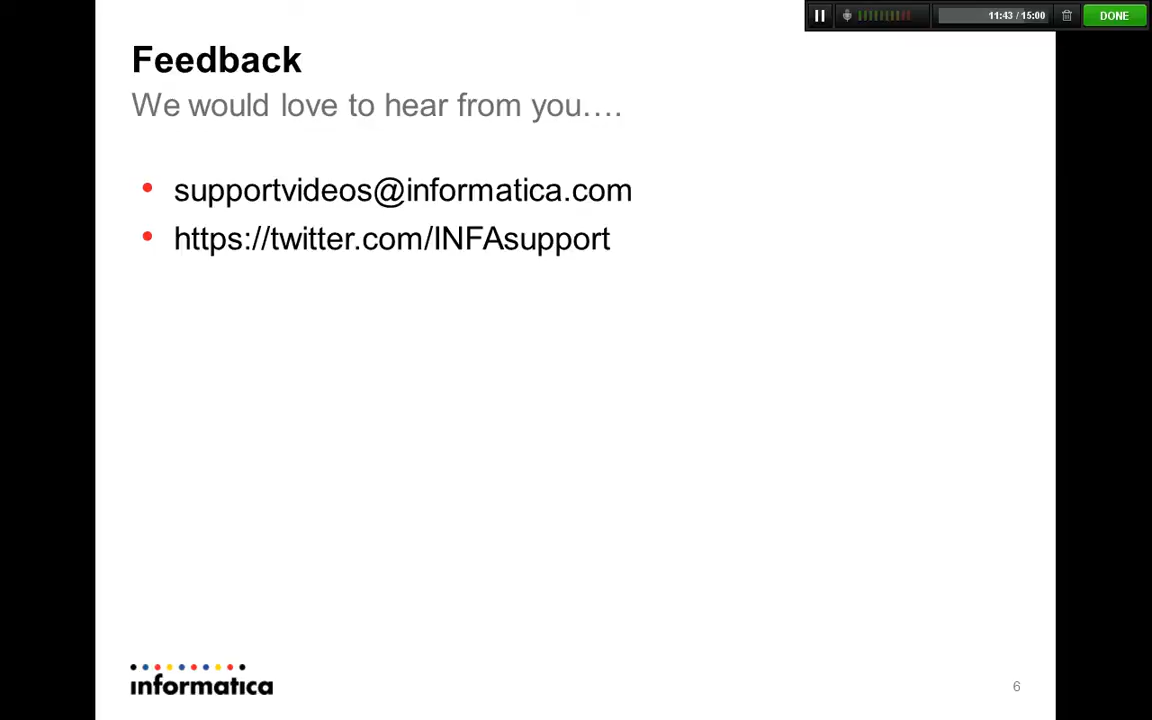 11:43 / 15:00
DONE
Feedback
We would love to hear from you....
• supportvideos@informatica.com
• https://twitter.com/INFAsupport
informatica
6